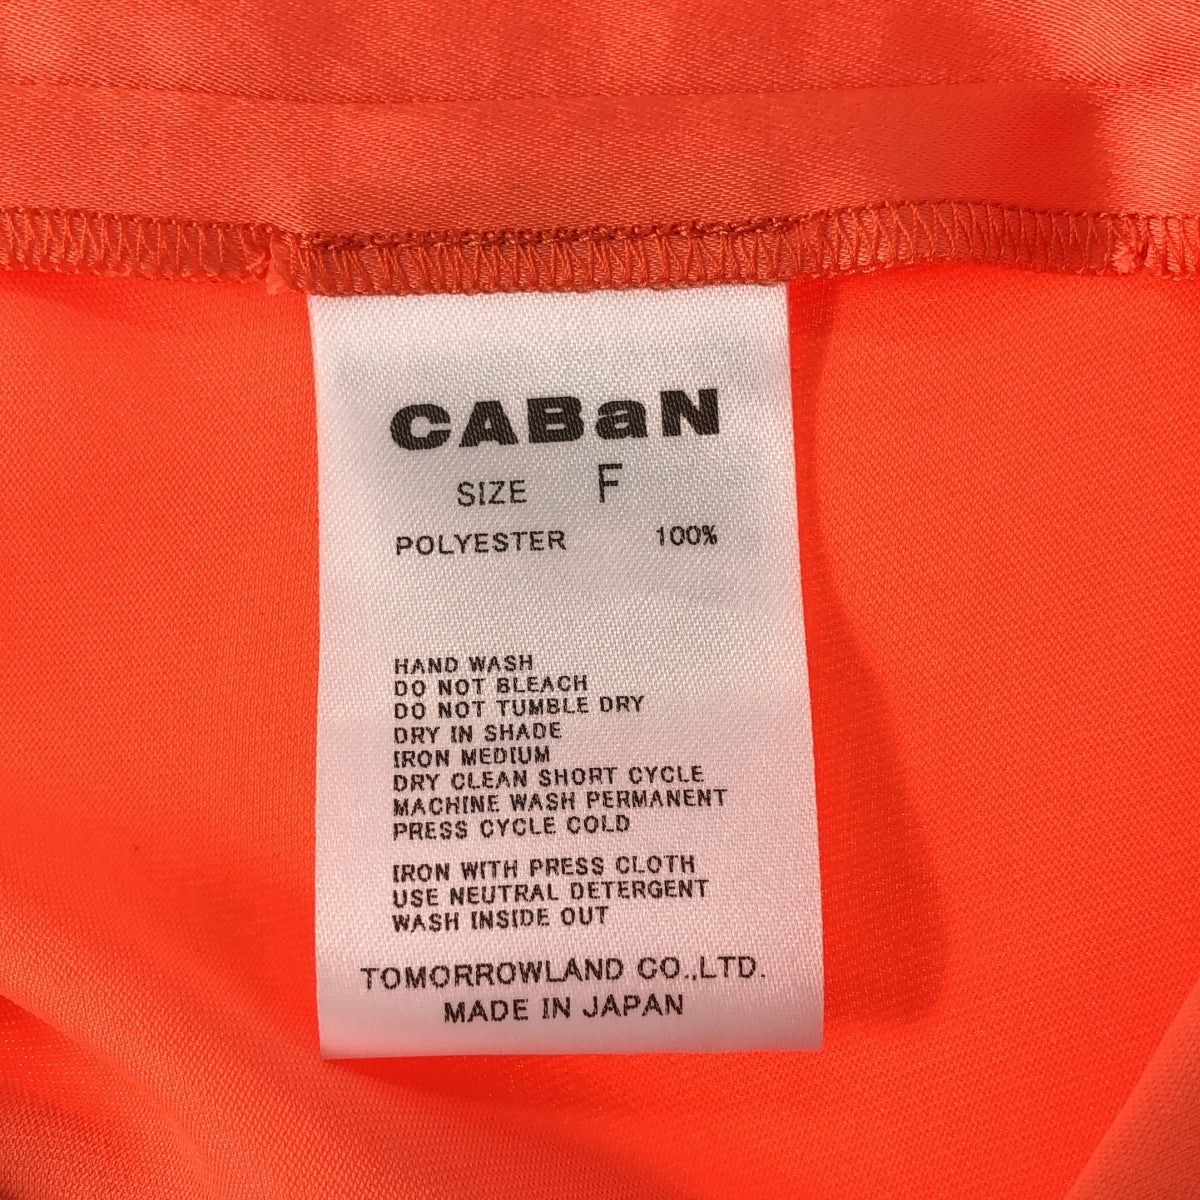 CABaN
SIZE F
POLYESTER 100%
HAND WASH
DO NOT BLEACH
DO NOT TUMBLE DRY
DRY IN SHADE
IRON MEDIUM
DRY CLEAN SHORT CYCLE
MACHINE WASH PERMANENT
PRESS CYCLE COLD
IRON WITH PRESS CLOTH
USE NEUTRAL DETERGENT
WASH INSIDE OUT
TOMORROWLAND CO.,LTD.
MADE IN JAPAN